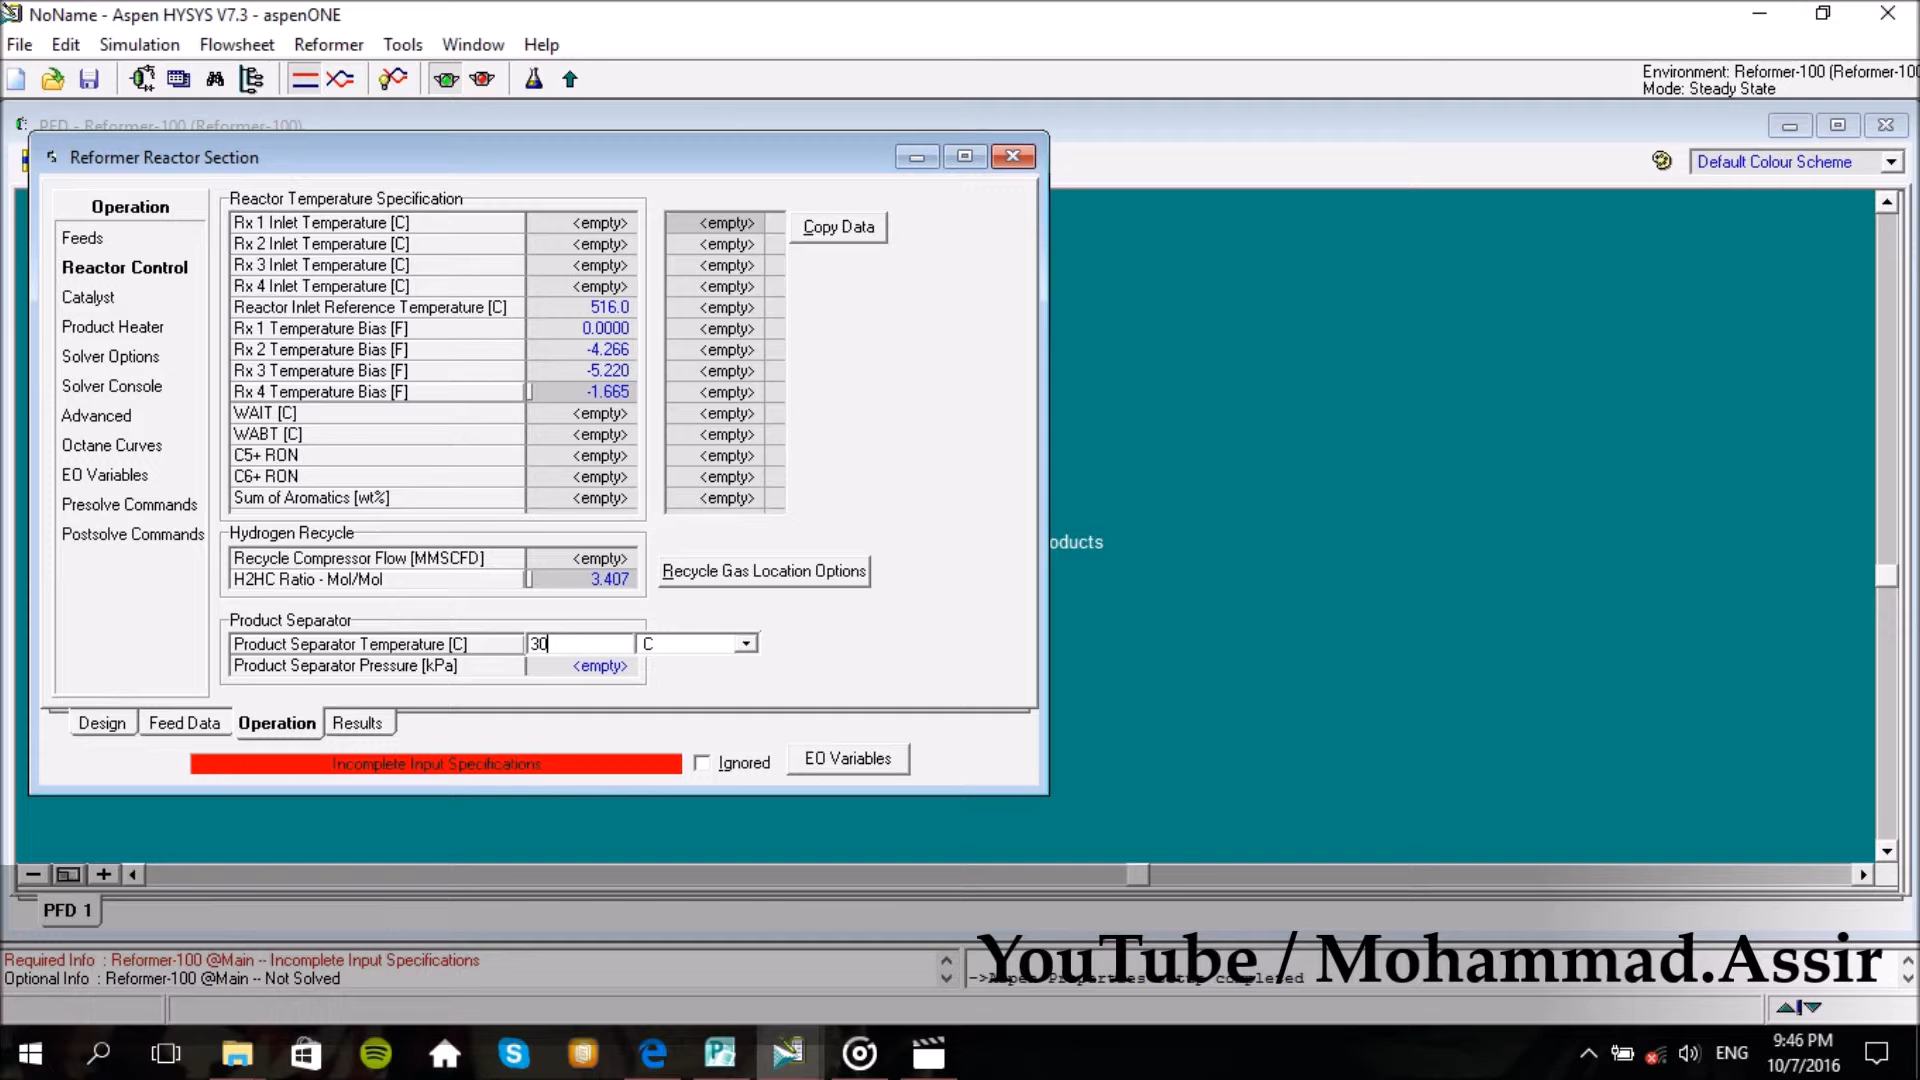 NoName - Aspen HYSYS V7.3 - aspenONE
File Edit Simulation Flowsheet Reformer Tools Window Help
Environment: Reformer-100 (Reformer-100
Mode: Steady State
PFD - Reformer-100 (Reformer-100)
Default Colour Scheme
Reformer Reactor Section
Operation
Feeds
Reactor Control
Catalyst
Product Heater
Solver Options
Solver Console
Advanced
Octane Curves
EO Variables
Presolve Commands
Postsolve Commands
Reactor Temperature Specification
Rx 1 Inlet Temperature [C] <empty> <empty>
Rx 2 Inlet Temperature [C] <empty> <empty>
Rx 3 Inlet Temperature [C] <empty> <empty>
Rx 4 Inlet Temperature [C] <empty> <empty>
Reactor Inlet Reference Temperature [C] 516.0 <empty>
Rx 1 Temperature Bias [F] 0.0000 <empty>
Rx 2 Temperature Bias [F] -4.266 <empty>
Rx 3 Temperature Bias [F] -5.220 <empty>
Rx 4 Temperature Bias [F] -1.665 <empty>
WAIT [C] <empty> <empty>
WABT [C] <empty> <empty>
C5+ RON <empty> <empty>
C6+ RON <empty> <empty>
Sum of Aromatics [wt%] <empty> <empty>
Copy Data
Hydrogen Recycle
Recycle Compressor Flow [MMSCFD] <empty>
H2HC Ratio - Mol/Mol 3.407
Recycle Gas Location Options
Product Separator
Product Separator Temperature [C] 30 C
Product Separator Pressure [kPa] <empty>
Design Feed Data Operation Results
Incomplete Input Specifications Ignored EO Variables
oducts
PFD 1
Required Info : Reformer-100 @Main -- Incomplete Input Specifications
Optional Info : Reformer-100 @Main -- Not Solved
->Aspen Properties setup completed
YouTube / Mohammad.Assir
ENG
9:46 PM
10/7/2016